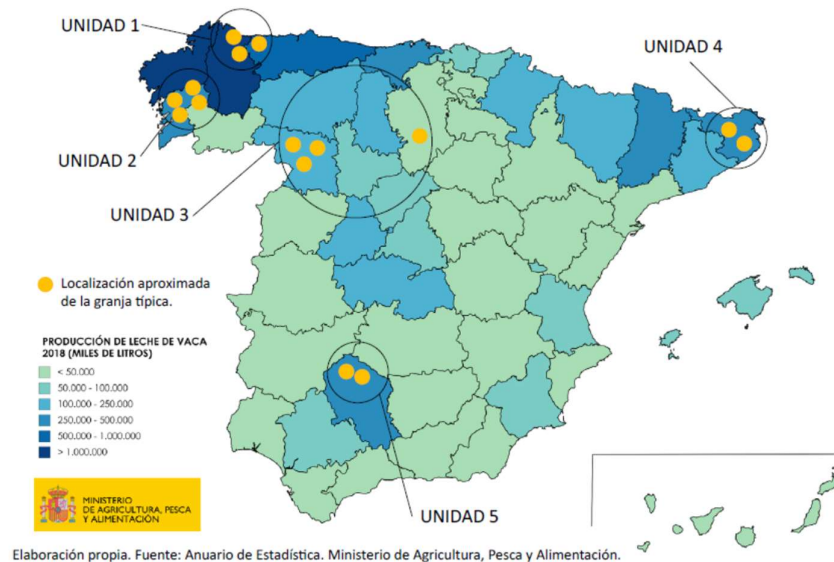 UNIDAD 1
UNIDAD 4
UNIDAD 2
UNIDAD 3
Localización aproximada
de la granja típica.
PRODUCCIÓN DE LECHE DE VACA
2018 (MILES DE LITROS)
< 50.000
50.000 - 100.000
100.000 - 250.000
250.000 - 500.000
500.000 - 1.000.000
> 1.000.000
MINISTERIO
DE AGRICULTURA, PESCA
Y ALIMENTACIÓN
UNIDAD 5
Elaboración propia. Fuente: Anuario de Estadística. Ministerio de Agricultura, Pesca y Alimentación.